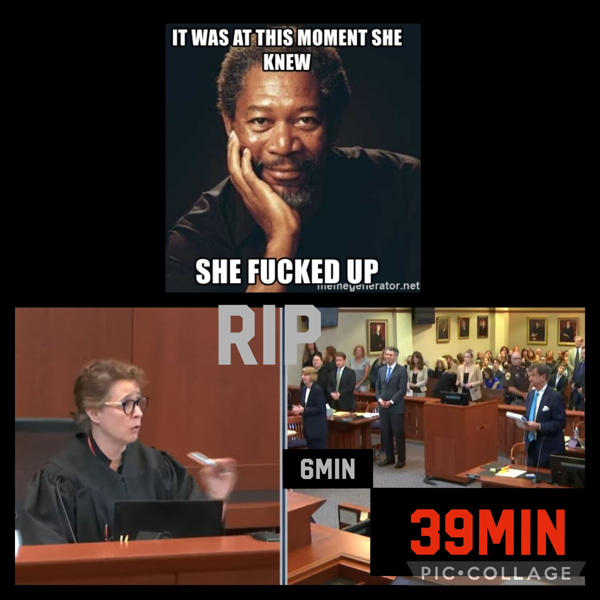 IT WAS AT THIS MOMENT SHE
KNEW
SHE FUCKED UP
memegenerator.net
RIP
6MIN
39MIN
PIC•COLLAGE